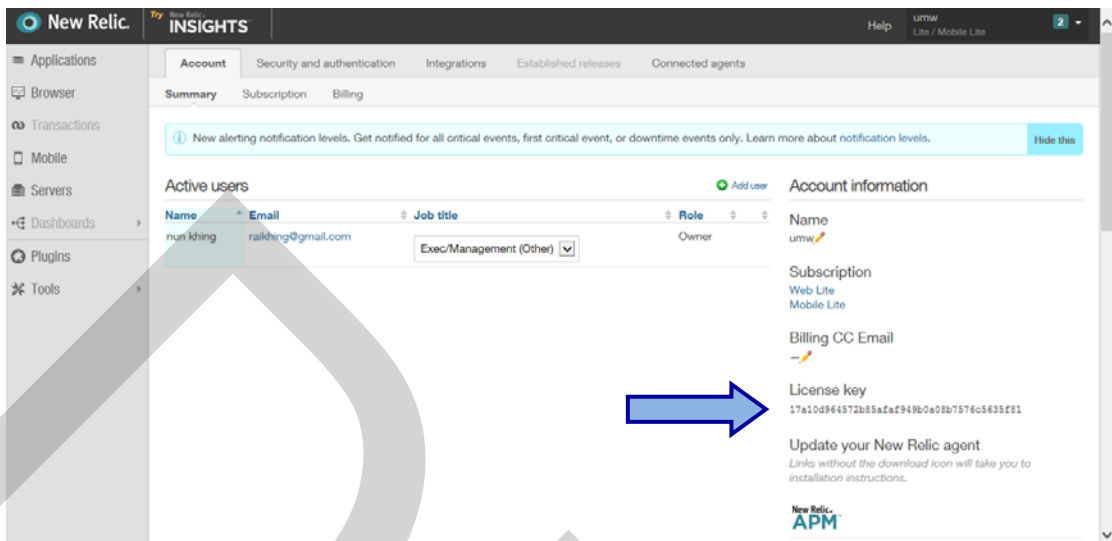 New Relic.
Try New Relic. INSIGHTS
Help
umw
Lite / Mobile Lite
2
Applications
Browser
Transactions
Mobile
Servers
Dashboards
Plugins
Tools
Account Security and authentication Integrations Established releases Connected agents
Summary Subscription Billing
New alerting notification levels. Get notified for all critical events, first critical event, or downtime events only. Learn more about notification levels.
Hide this
Active users
Add user
Name Email Job title Role
nun khing raikhing@gmail.com Exec/Management (Other) Owner
Account information
Name
umw
Subscription
Web Lite
Mobile Lite
Billing CC Email
–
License key
17a10d964572b85afaf949b0a08b7576c5635f81
Update your New Relic agent
Links without the download icon will take you to
installation instructions.
New Relic.
APM